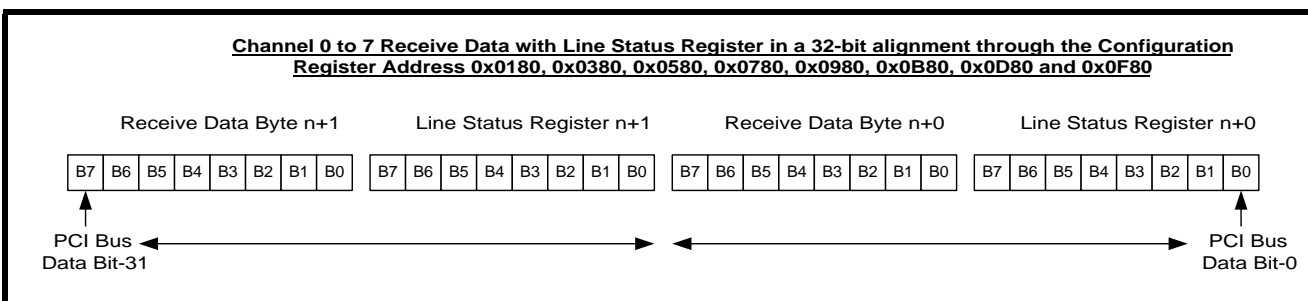 Channel 0 to 7 Receive Data with Line Status Register in a 32-bit alignment through the Configuration
Register Address 0x0180, 0x0380, 0x0580, 0x0780, 0x0980, 0x0B80, 0x0D80 and 0x0F80
Receive Data Byte n+1 Line Status Register n+1 Receive Data Byte n+0 Line Status Register n+0
B7 B6 B5 B4 B3 B2 B1 B0 B7 B6 B5 B4 B3 B2 B1 B0 B7 B6 B5 B4 B3 B2 B1 B0 B7 B6 B5 B4 B3 B2 B1 B0
PCI Bus PCI Bus
Data Bit-31 Data Bit-0